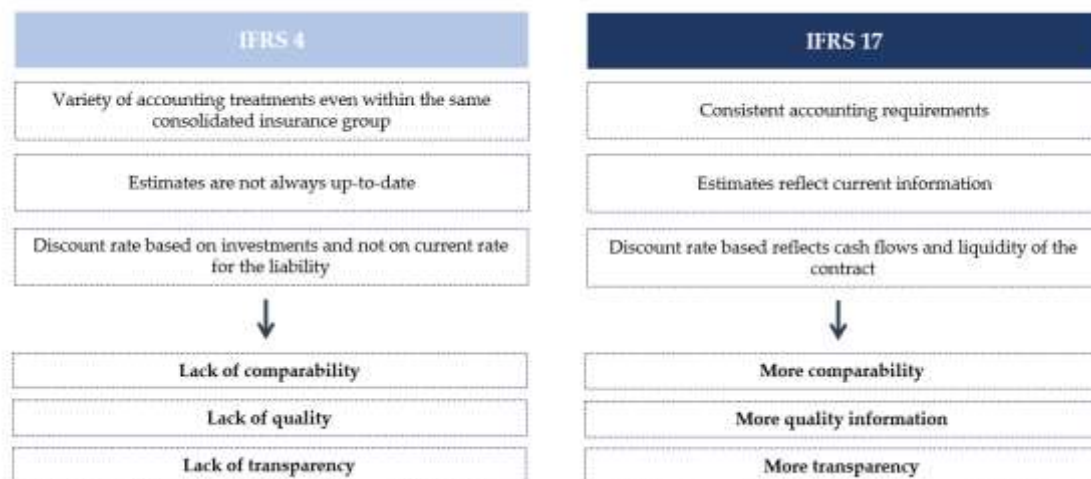 IFRS 4
Variety of accounting treatments even within the same
consolidated insurance group
Estimates are not always up-to-date
Discount rate based on investments and not on current rate
for the liability
Lack of comparability
Lack of quality
Lack of transparency
IFRS 17
Consistent accounting requirements
Estimates reflect current information
Discount rate based reflects cash flows and liquidity of the
contract
More comparability
More quality information
More transparency